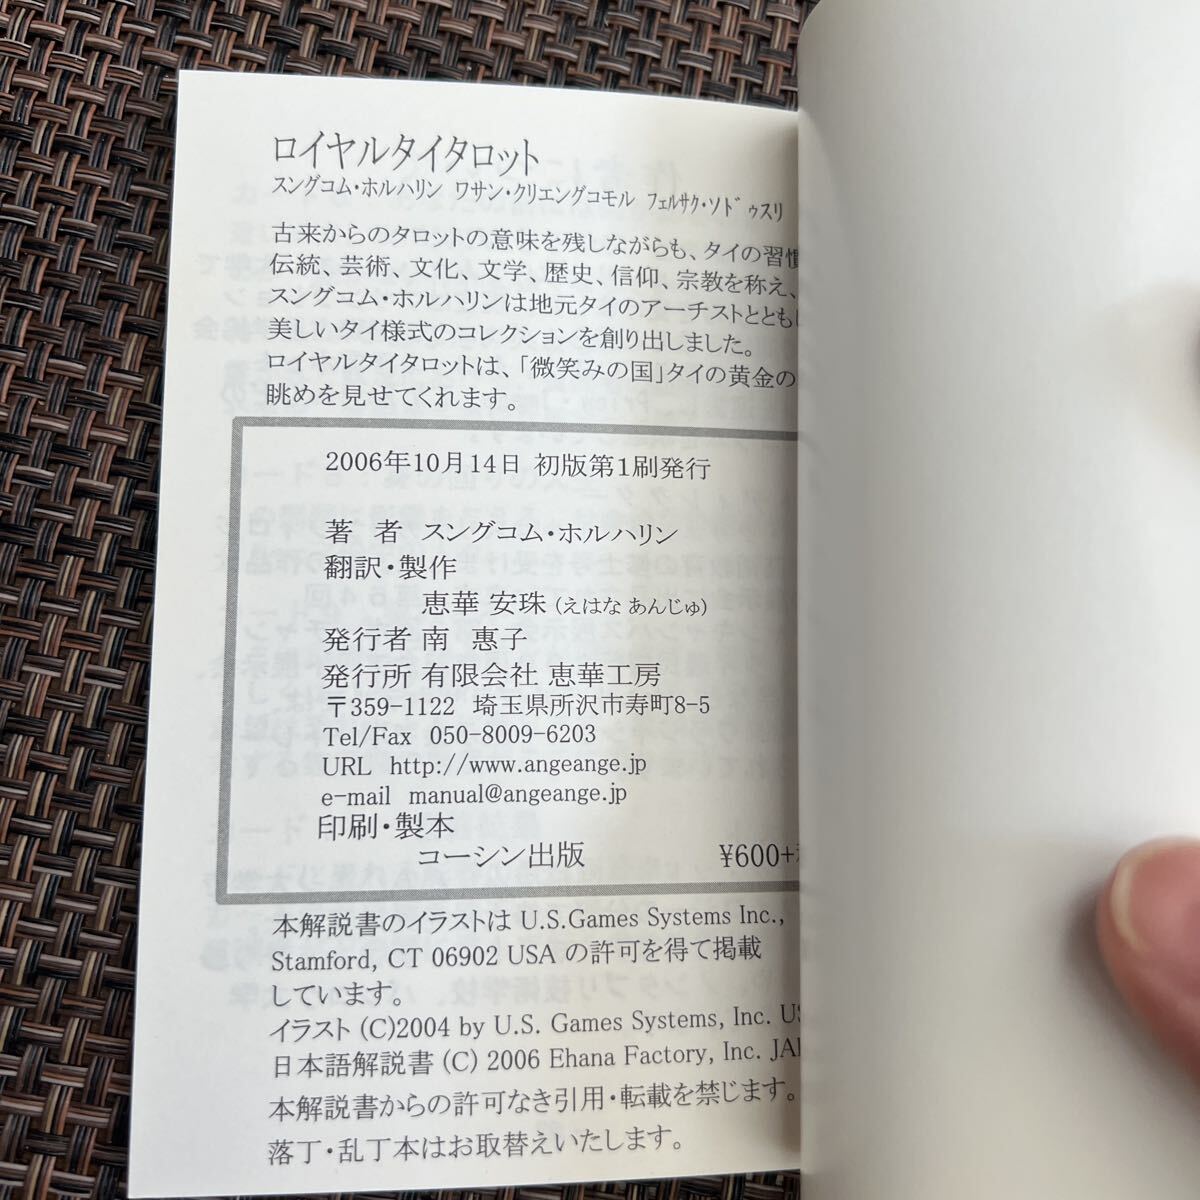 ロイヤルタイタロット
スングコム・ホルハリン ワサン・クリエングコモル フェルサク・ソドゥスリ
古来からのタロットの意味を残しながらも、タイの習慣
伝統、芸術、文化、文学、歴史、信仰、宗教を称え、
スングコム・ホルハリンは地元タイのアーチストととも
美しいタイ様式のコレクションを創り出しました。
ロイヤルタイタロットは、「微笑みの国」タイの黄金の
眺めを見せてくれます。
2006年10月14日 初版第1刷発行
著 者 スングコム・ホルハリン
翻訳・製作
恵華 安珠 (えはな あんじゅ)
発行者 南 惠子
発行所 有限会社 恵華工房
〒359-1122 埼玉県所沢市寿町8-5
Tel/Fax 050-8009-6203
URL http://www.angeange.jp
e-mail manual@angeange.jp
印刷・製本
コーシン出版 ¥600+
本解説書のイラストは U.S.Games Systems Inc.,
Stamford, CT 06902 USA の許可を得て掲載
しています。
イラスト (C)2004 by U.S. Games Systems, Inc.
日本語解説書 (C) 2006 Ehana Factory, Inc.
本解説書からの許可なき引用・転載を禁じます。
落丁・乱丁本はお取替えいたします。